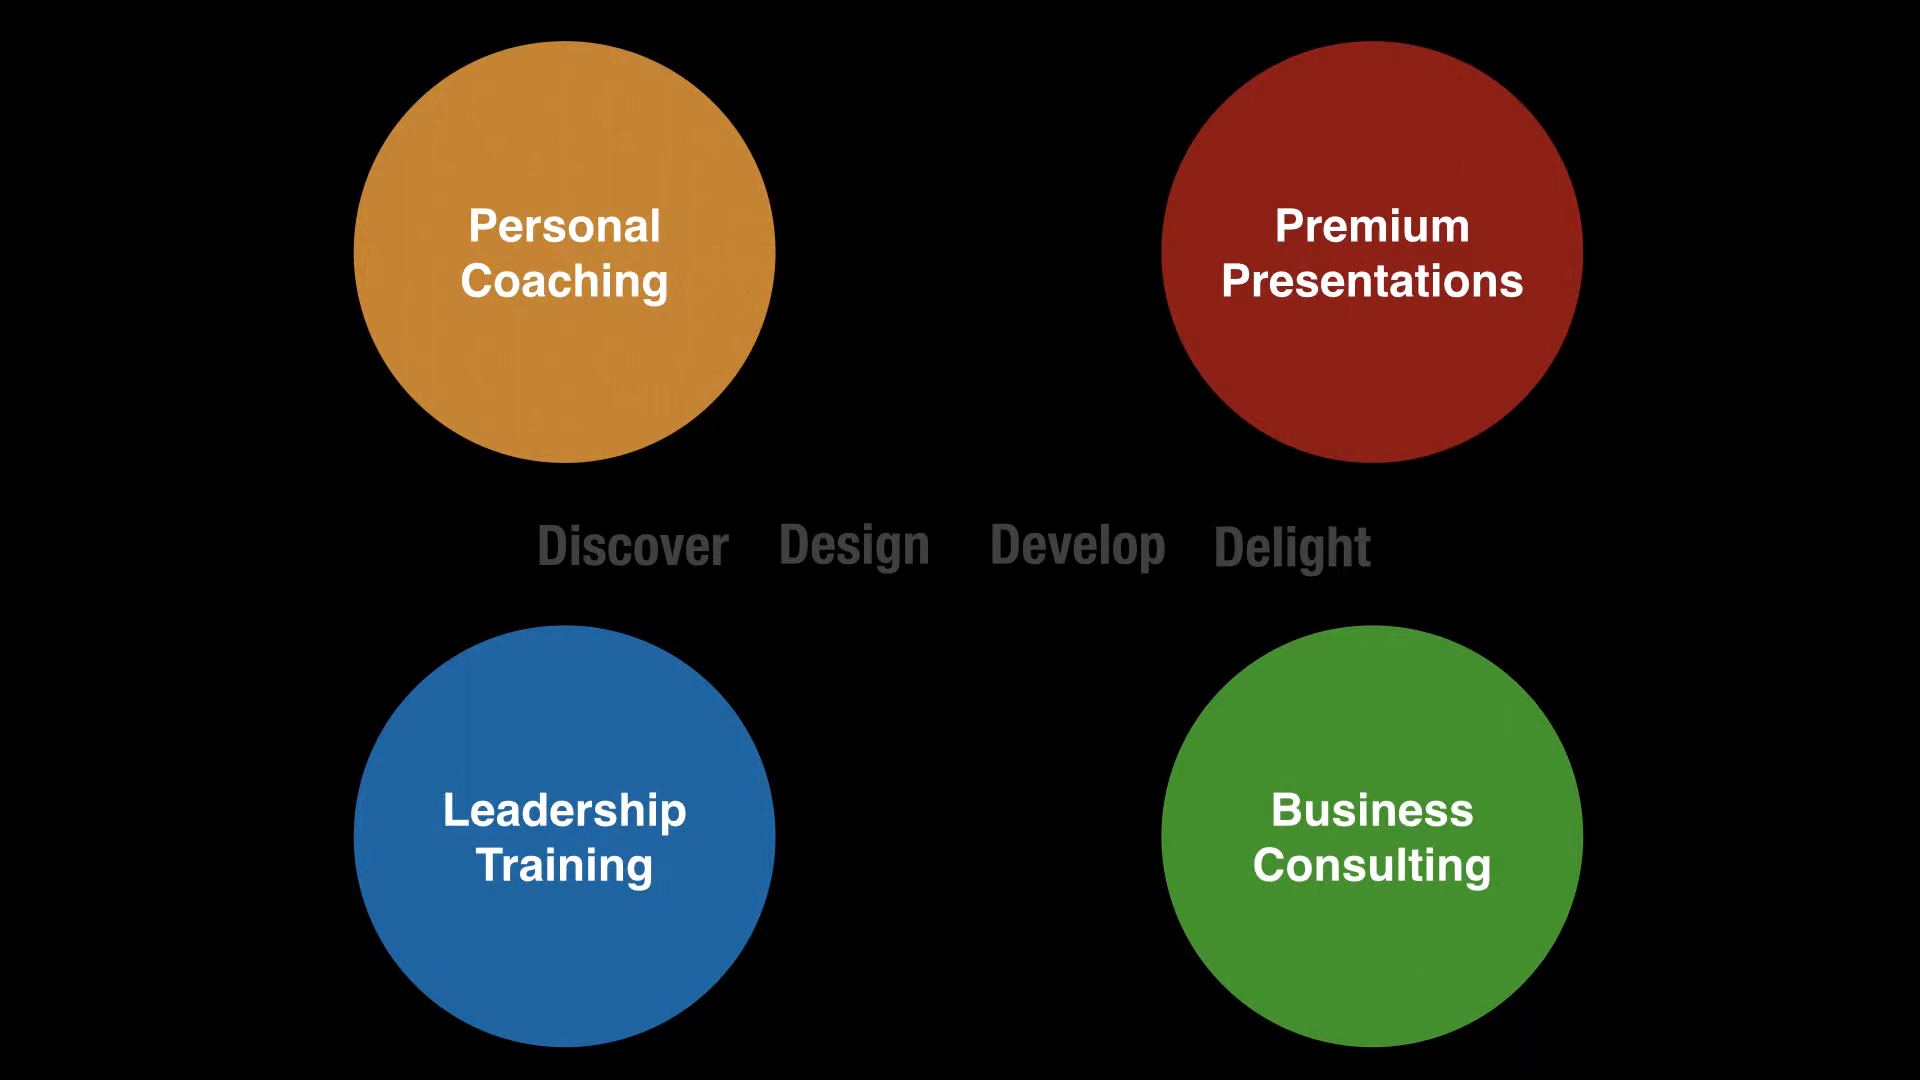 Personal
Coaching
Premium
Presentations
Discover Design Develop Delight
Leadership
Training
Business
Consulting